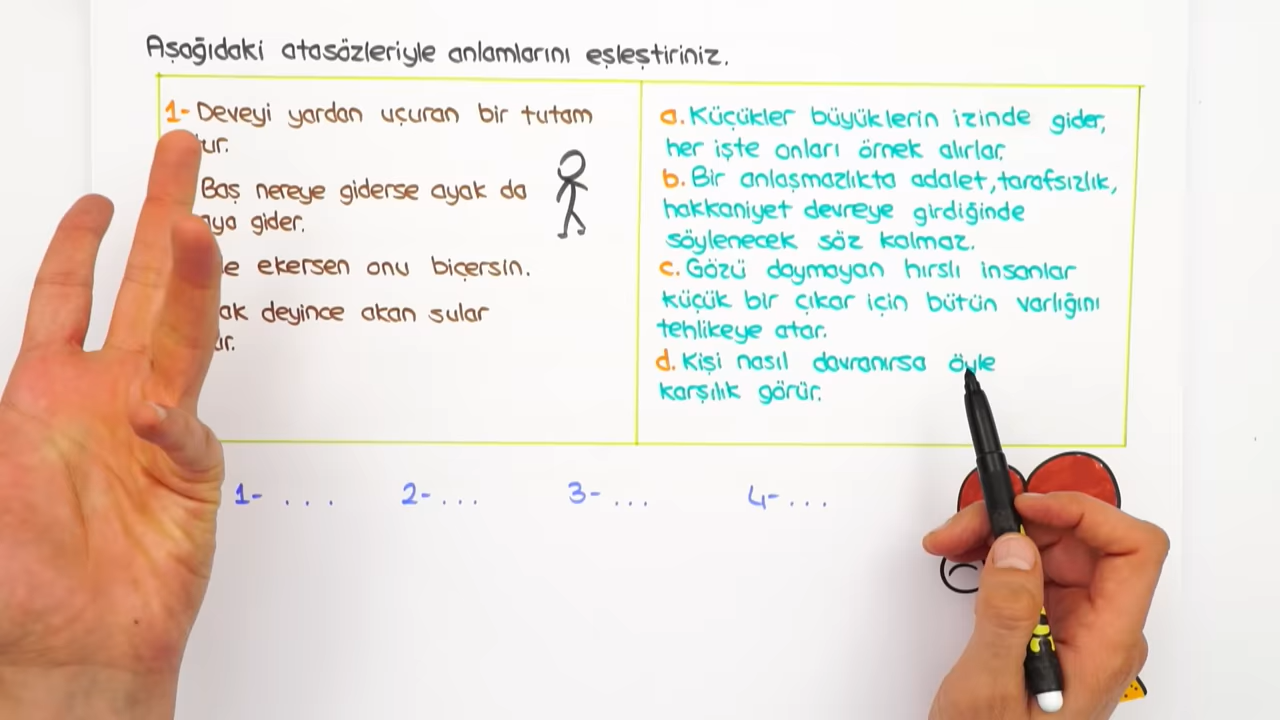 Aşağıdaki atasözleriyle anlamlarını eşleştiriniz.
1- Deveyi yardan uçuran bir tutam
Baş nereye giderse ayak da
gider.
ekersen onu biçersin.
deyince akan sular
a. Küçükler büyüklerin izinde gider,
her işte onları örnek alırlar.
b. Bir anlaşmazlıkta adalet, tarafsızlık,
hakkaniyet devreye girdiğinde
söylenecek söz kalmaz.
c. Gözü doymayan hırslı insanlar
küçük bir çıkar için bütün varlığını
tehlikeye atar.
d. Kişi nasıl davranırsa öyle
karşılık görür.
1- ... 2- ... 3- ... 4- ...